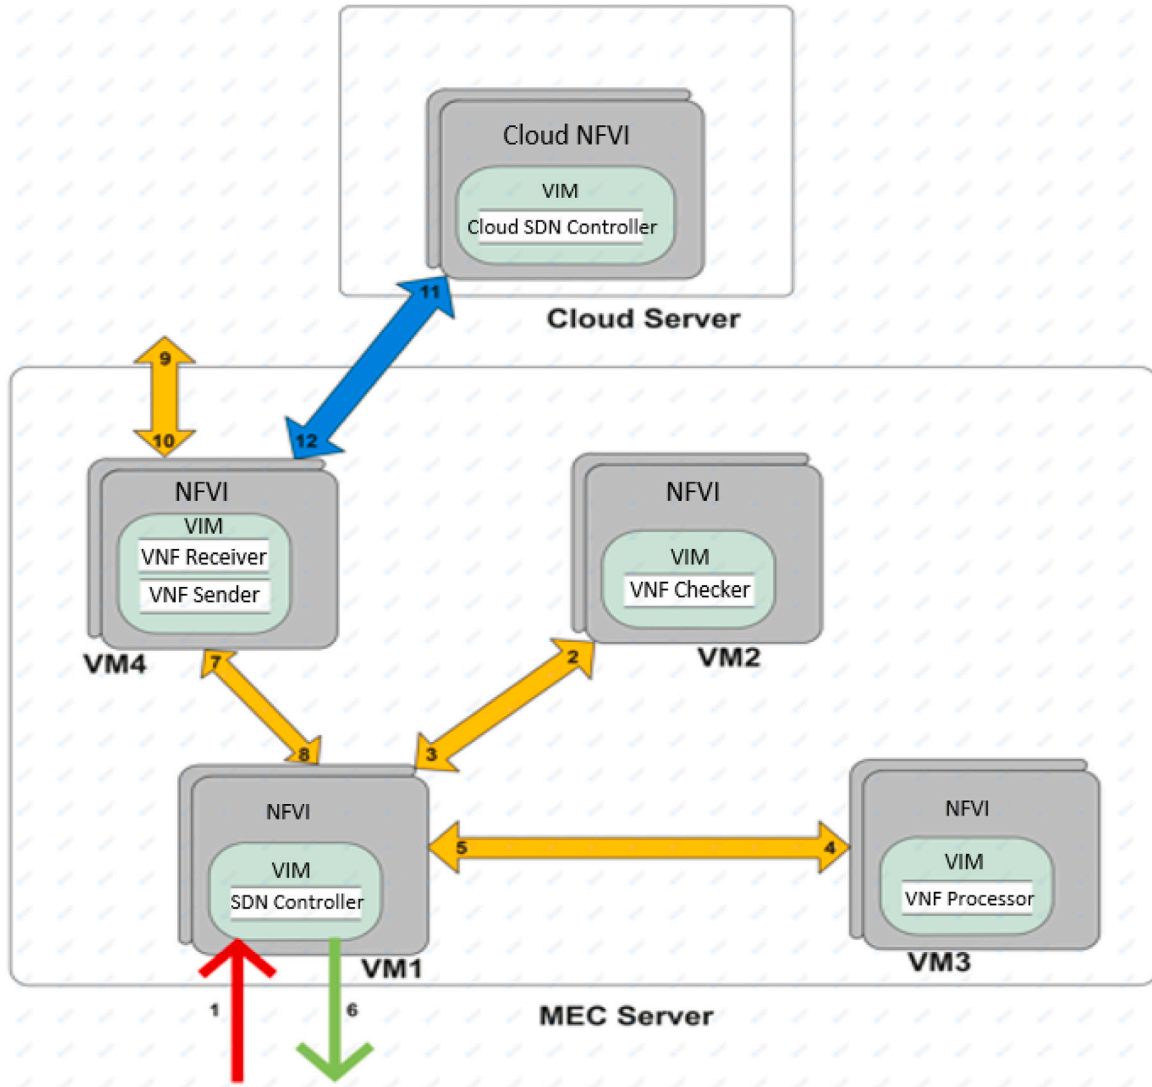 Cloud NFVI
VIM
Cloud SDN Controller
11
Cloud Server
9
10
12
NFVI
VIM
VNF Receiver
VNF Sender
VM4
NFVI
VIM
VNF Checker
VM2
7
8
2
3
NFVI
VIM
SDN Controller
VM1
5
4
NFVI
VIM
VNF Processor
VM3
1
6
MEC Server